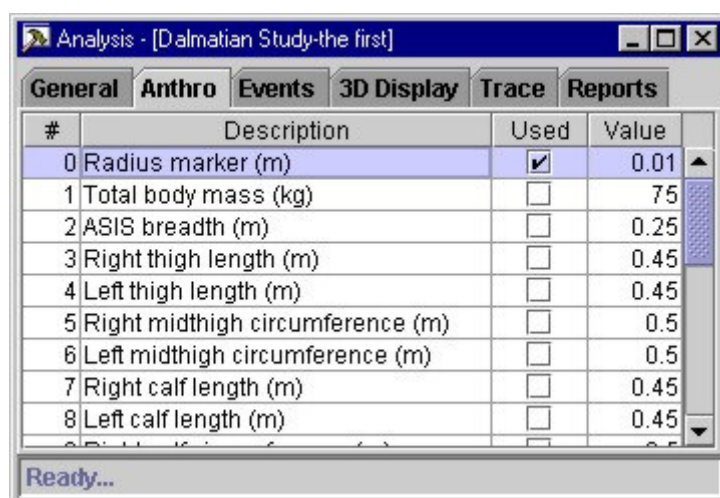 Analysis - [Dalmatian Study-the first]
General Anthro Events 3D Display Trace Reports
# Description Used Value
0 Radius marker (m) 0.01
1 Total body mass (kg) 75
2 ASIS breadth (m) 0.25
3 Right thigh length (m) 0.45
4 Left thigh length (m) 0.45
5 Right midthigh circumference (m) 0.5
6 Left midthigh circumference (m) 0.5
7 Right calf length (m) 0.45
8 Left calf length (m) 0.45
Ready...